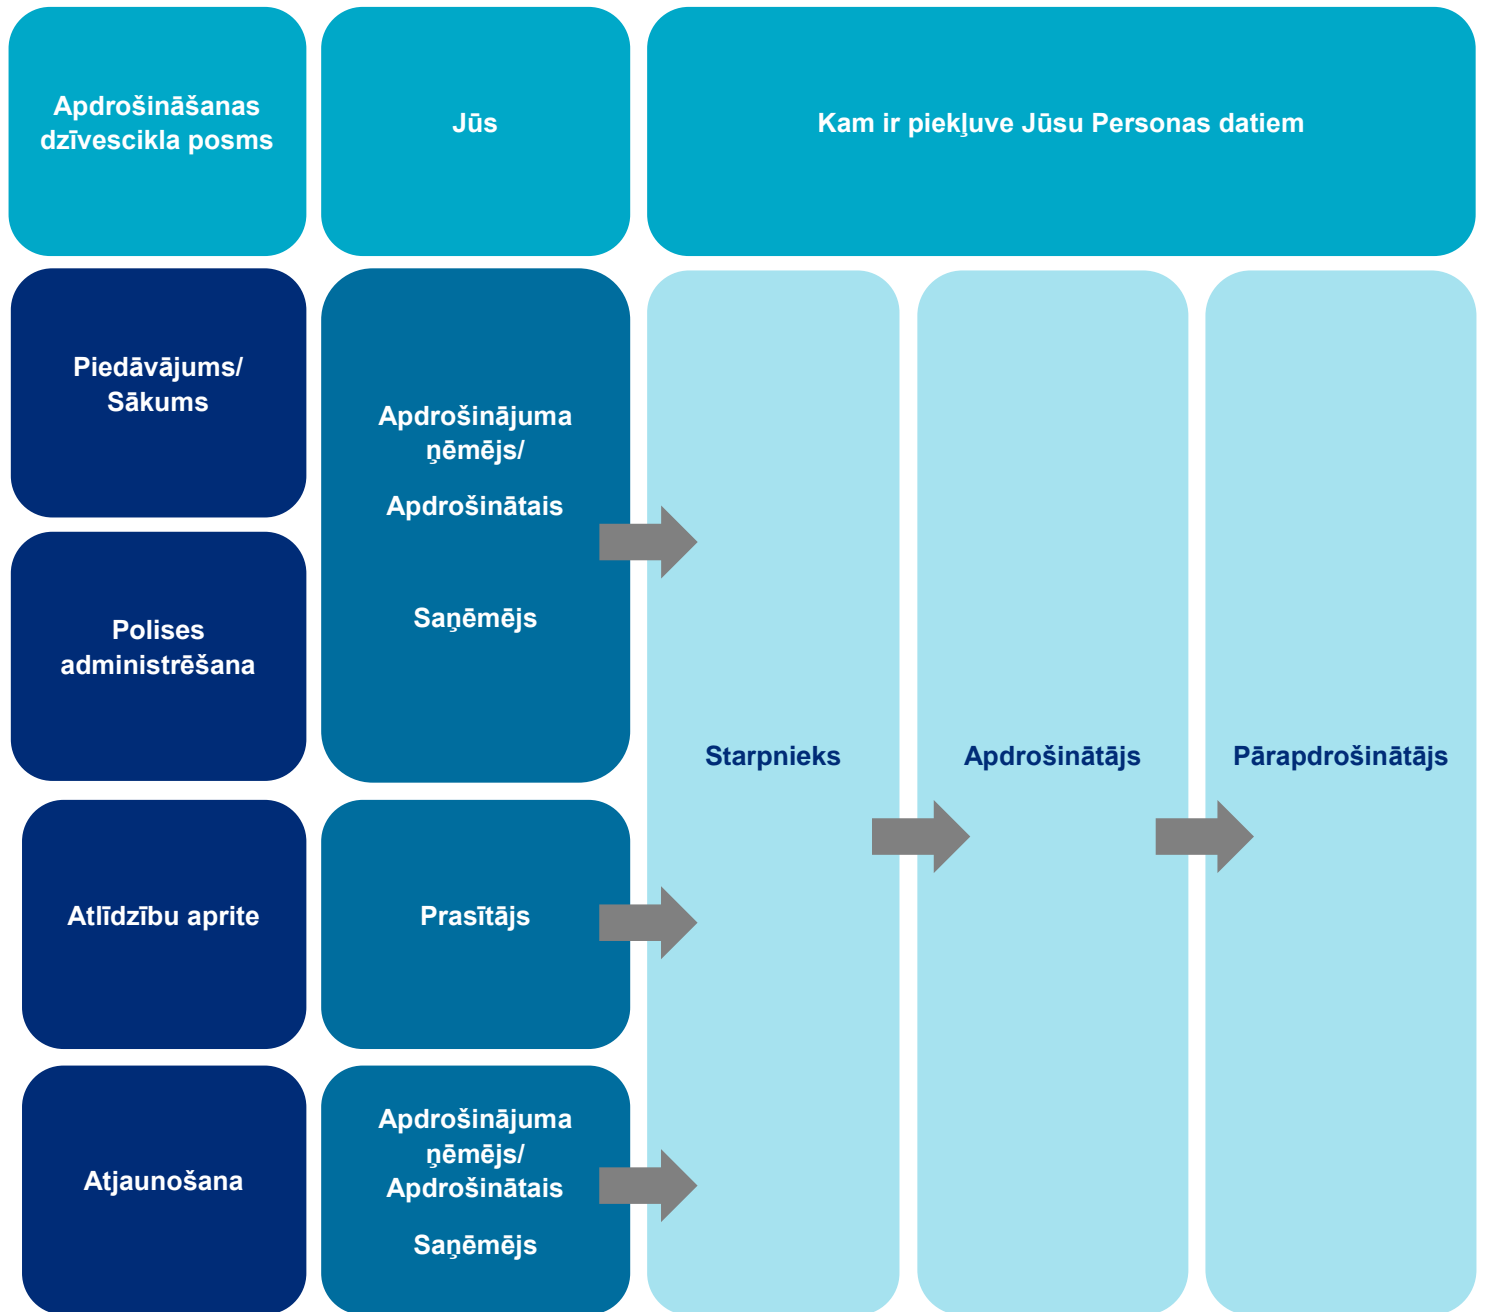 Apdrošināšanas
dzīvescikla posms
Jūs
Kam ir piekļuve Jūsu Personas datiem
Piedāvājums/
Sākums
Apdrošinājuma
ņēmējs/
Apdrošinātais
Saņēmējs
Polises
administrēšana
Starpnieks
Apdrošinātājs
Pārapdrošinātājs
Atlīdzību aprite
Prasītājs
Atjaunošana
Apdrošinājuma
ņēmējs/
Apdrošinātais
Saņēmējs